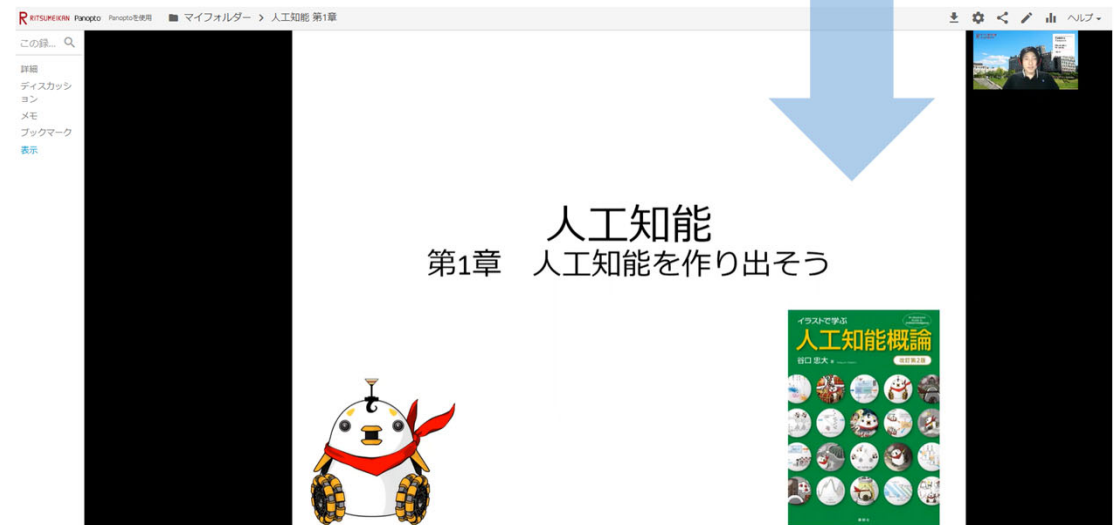 RITSUMEIKAN Panopto Panoptoを使用 マイフォルダー > 人工知能 第1章
ヘルプ
この録...
詳細
ディスカッシ
ョン
メモ
ブックマーク
表示
人工知能
第1章 人工知能を作り出そう
イラストで学ぶ
人工知能概論
谷口 忠大 著
改訂第2版